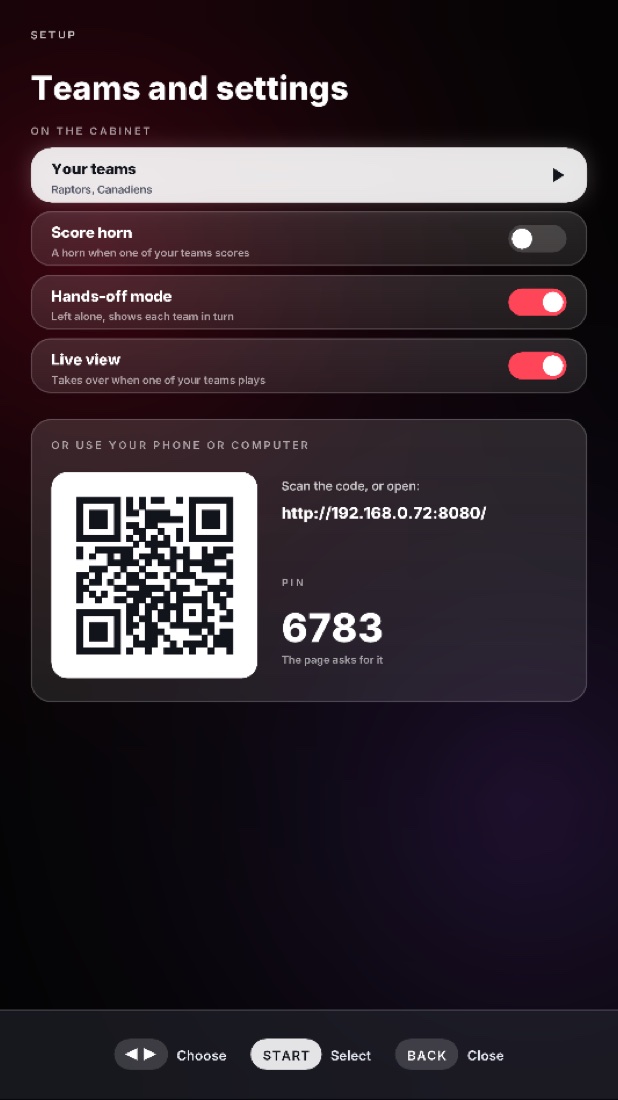 SETUP
Teams and settings
ON THE CABINET
Your teams
Raptors, Canadiens
Score horn
A horn when one of your teams scores
Hands-off mode
Left alone, shows each team in turn
Live view
Takes over when one of your teams plays
OR USE YOUR PHONE OR COMPUTER
Scan the code, or open:
http://192.168.0.72:8080/
PIN
6783
The page asks for it
Choose
START Select
BACK Close